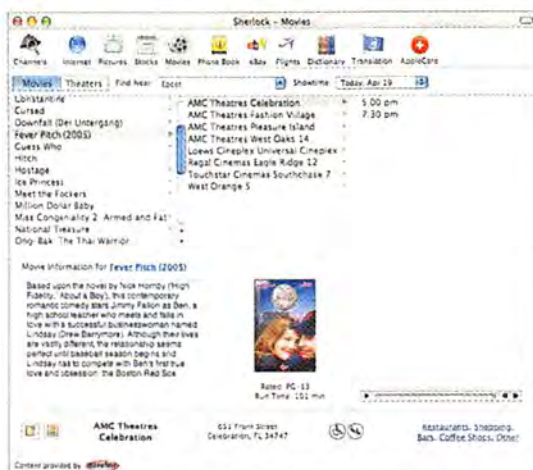 Sherlock – Movies
Channels Internet Pictures Stocks Movies Phone Book eBay Flights Dictionary Translation AppleCare
Movies Theaters Find Near: Epcot Showtime: Today, Apr 19
Constantine
Cursed
Downfall (Der Untergang)
Fever Pitch (2005)
Guess Who
Hitch
Hostage
Ice Princess
Meet the Fockers
Million Dollar Baby
Miss Congeniality 2 Armed and Fab
National Treasure
Ong-Bak The Thai Warrior
AMC Theatres Celebration
AMC Theatres Fashion Village
AMC Theatres Pleasure Island
AMC Theatres West Oaks 14
Loews Cineplex Universal Cineplex
Regal Cinemas Eagle Ridge 12
Touchstar Cinemas Southchase 7
West Orange 5
5:00 pm
7:30 pm
Movie Information for Fever Pitch (2005)
Based upon the novel by Nick Hornby ("High
Fidelity, "About a Boy), this contemporary
romantic comedy stars Jimmy Fallon as Ben, a
high school teacher who meets and falls in
love with a successful businesswoman named
Lindsay (Drew Barrymore). Although their lives
are vastly different, the relationship seems
perfect until baseball season begins and
Lindsay has to compete with Ben's first true
love and obsession: the Boston Red Sox
Rated: PG-13
Run Time: 101 min
AMC Theatres
Celebration
651 Front Street
Celebration, FL 34747
Restaurants, Shopping,
Bars, Coffee Shops, Other
Content provided by